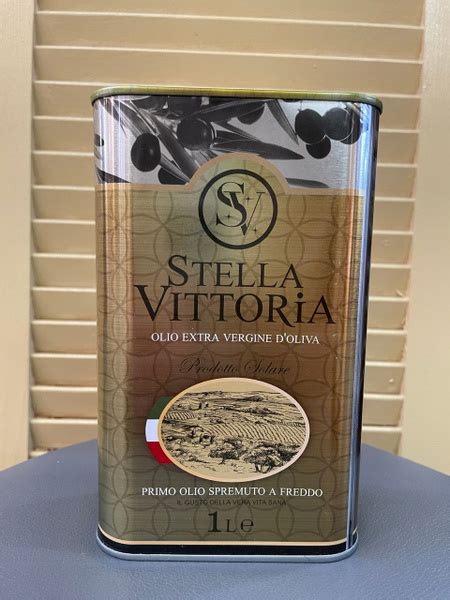 SV
STELLA
VITTORiA
OLIO EXTRA VERGINE D'OLIVA
Prodotto Solare
PRIMO OLIO SPREMUTO A FREDDO
IL GUSTO DELLA VERA VITA SANA
1L℮